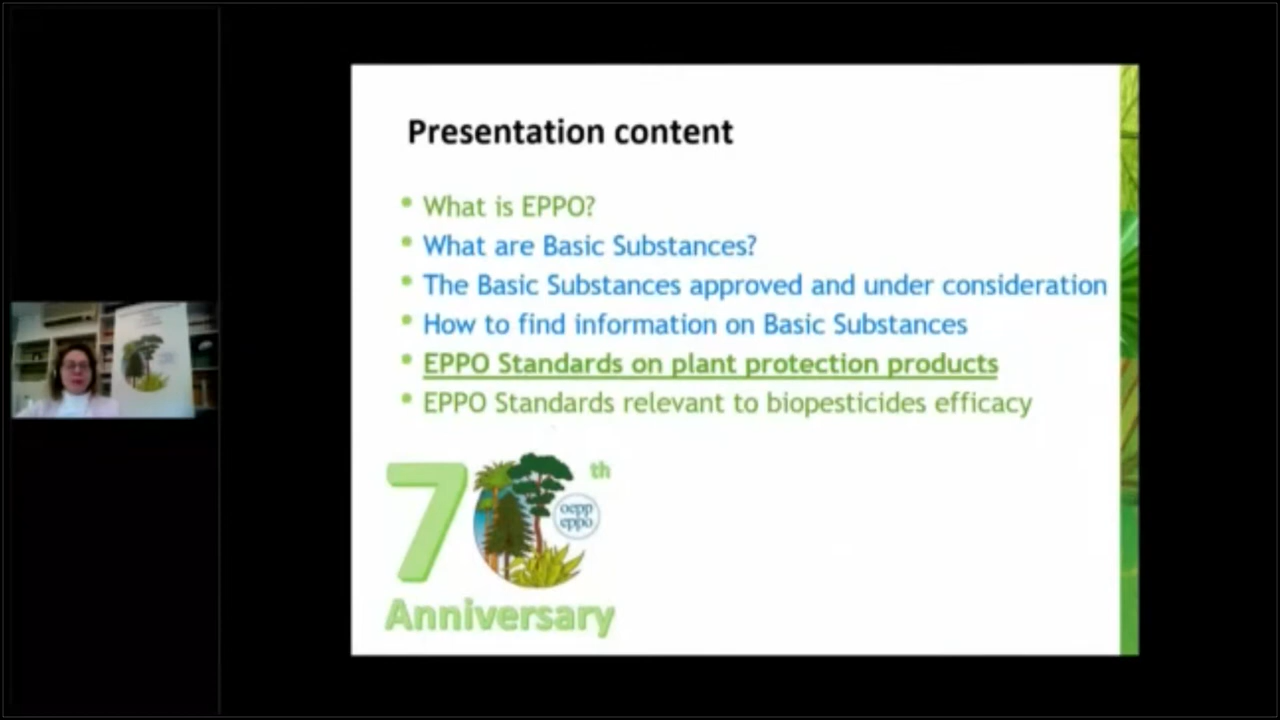 Presentation content
• What is EPPO?
• What are Basic Substances?
• The Basic Substances approved and under consideration
• How to find information on Basic Substances
• EPPO Standards on plant protection products
• EPPO Standards relevant to biopesticides efficacy
70th
oepp
eppo
Anniversary